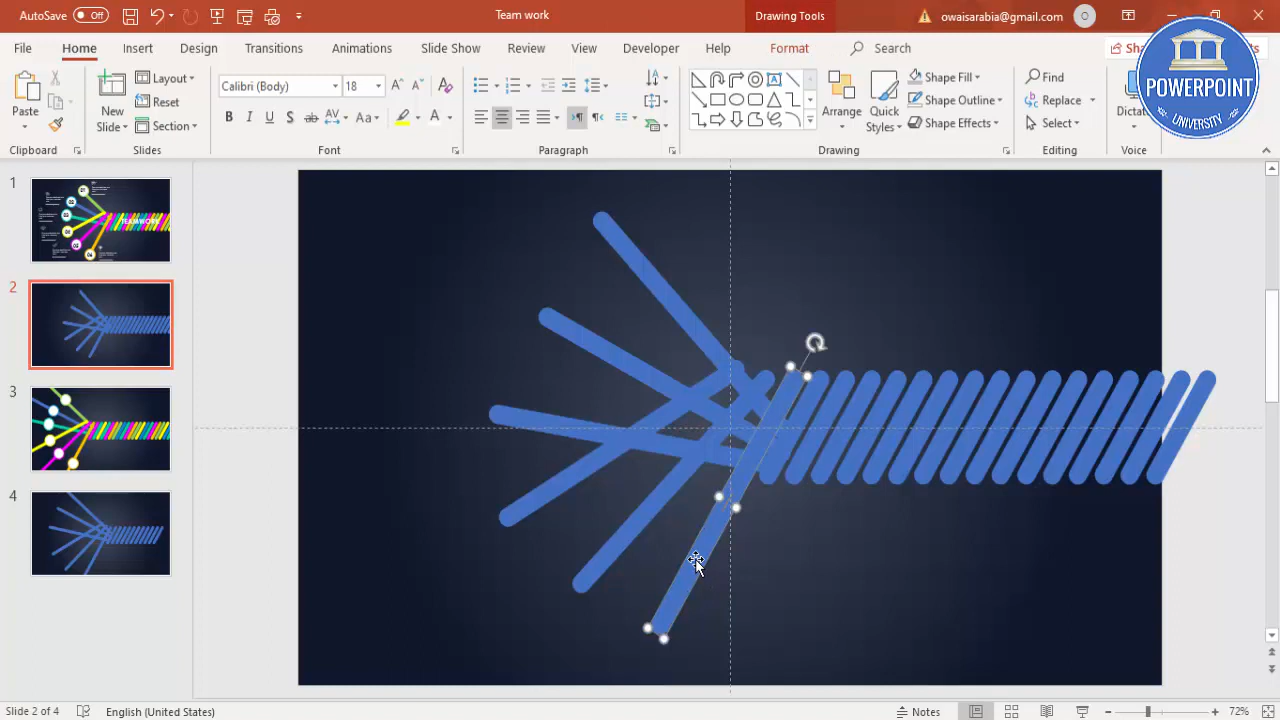 AutoSave Off
Team work
Drawing Tools
owaisarabia@gmail.com
O
File Home Insert Design Transitions Animations Slide Show Review View Developer Help Format Search
POWERPOINT
UNIVERSITY
Paste
Clipboard
New
Slides
Layout
Reset
Section
Slides
Calibri (Body) 18
Font
Paragraph
Arrange
Quick
Styles
Shape Fill
Shape Outline
Shape Effects
Drawing
Find
Replace
Select
Editing
Dictate
Voice
1
TEAMWORK
2
3
4
Slide 2 of 4
English (United States)
Notes
72%